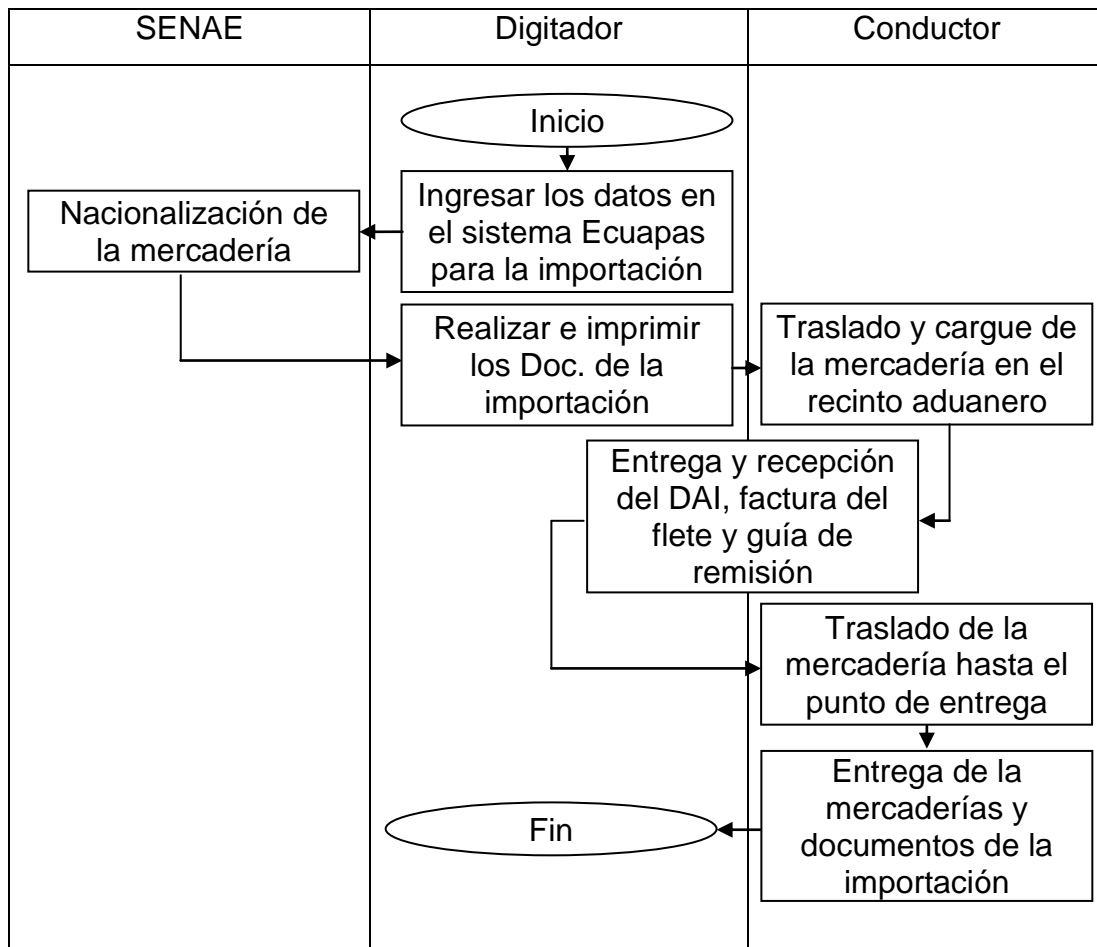 SENAE
Digitador
Conductor
Inicio
Ingresar los datos en
el sistema Ecuapas
para la importación
Nacionalización de
la mercadería
Realizar e imprimir
los Doc. de la
importación
Traslado y cargue de
la mercadería en el
recinto aduanero
Entrega y recepción
del DAI, factura del
flete y guía de
remisión
Traslado de la
mercadería hasta el
punto de entrega
Entrega de la
mercaderías y
documentos de la
importación
Fin